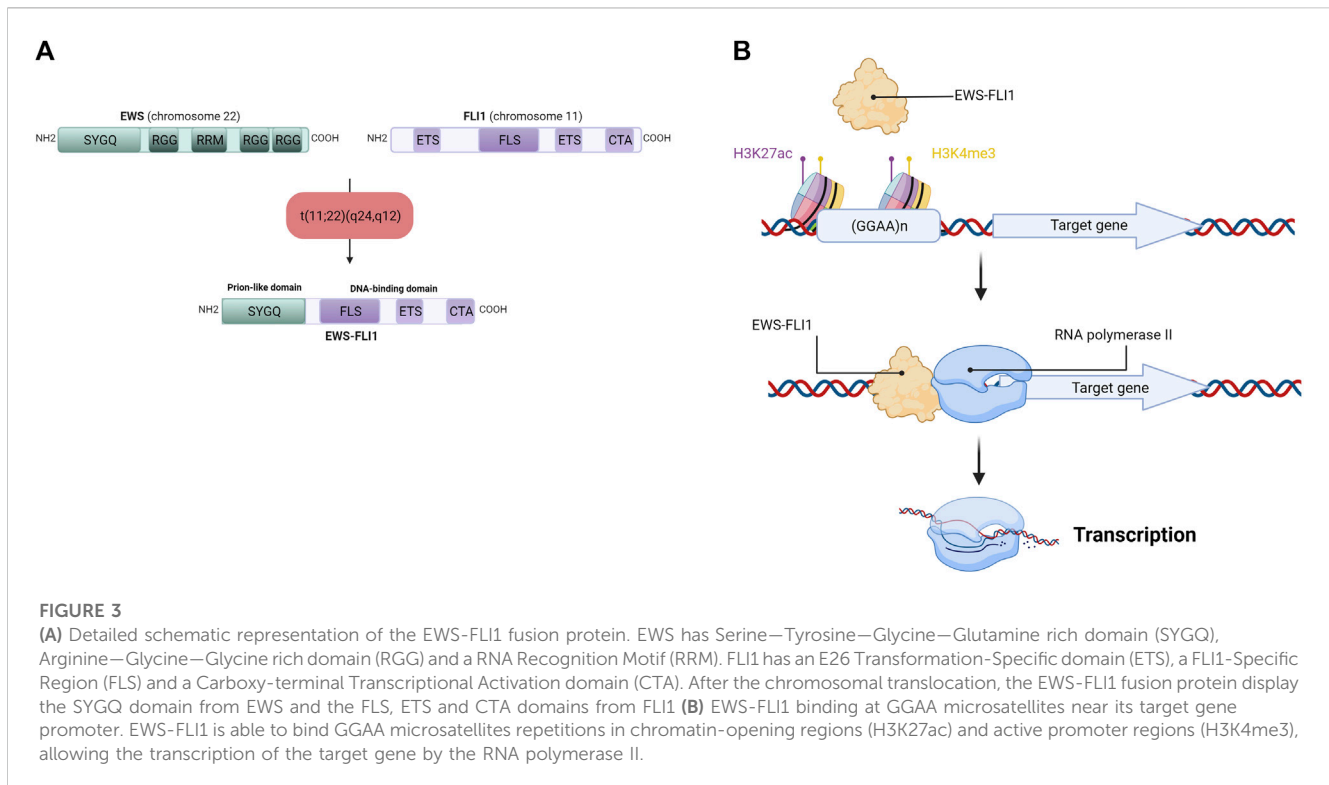 A
EWS (chromosome 22)
NH2 SYGQ RGG RRM RGG RGG COOH
FLI1 (chromosome 11)
NH2 ETS FLS ETS CTA COOH
t(11;22)(q24,q12)
Prion-like domain DNA-binding domain
NH2 SYGQ FLS ETS CTA COOH
EWS-FLI1
B
EWS-FLI1
H3K27ac H3K4me3
(GGAA)n Target gene
EWS-FLI1
RNA polymerase II
Target gene
Transcription
FIGURE 3
(A) Detailed schematic representation of the EWS-FLI1 fusion protein. EWS has Serine—Tyrosine—Glycine—Glutamine rich domain (SYGQ),
Arginine—Glycine—Glycine rich domain (RGG) and a RNA Recognition Motif (RRM). FLI1 has an E26 Transformation-Specific domain (ETS), a FLI1-Specific
Region (FLS) and a Carboxy-terminal Transcriptional Activation domain (CTA). After the chromosomal translocation, the EWS-FLI1 fusion protein display
the SYGQ domain from EWS and the FLS, ETS and CTA domains from FLI1 (B) EWS-FLI1 binding at GGAA microsatellites near its target gene
promoter. EWS-FLI1 is able to bind GGAA microsatellites repetitions in chromatin-opening regions (H3K27ac) and active promoter regions (H3K4me3),
allowing the transcription of the target gene by the RNA polymerase II.